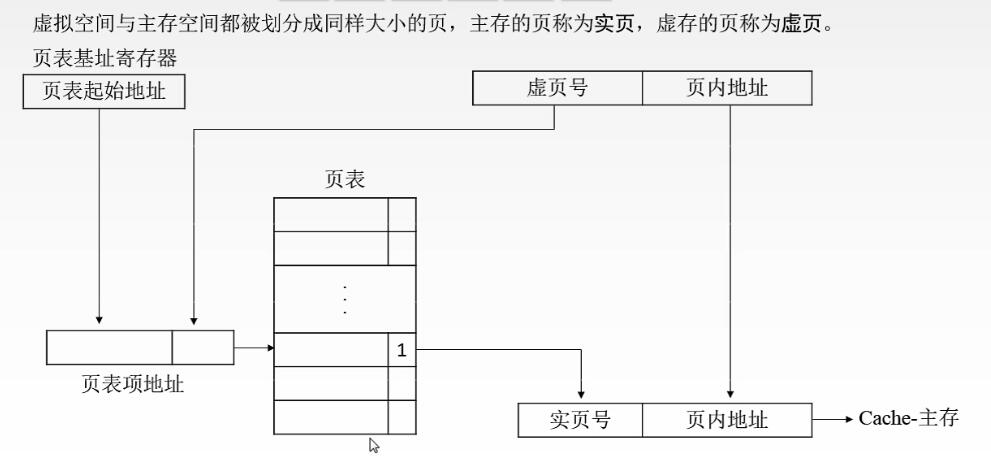 虚拟空间与主存空间都被划分成同样大小的页，主存的页称为实页，虚存的页称为虚页。
页表基址寄存器
页表起始地址
虚页号
页内地址
页表
⋮
1
页表项地址
实页号
页内地址
Cache-主存